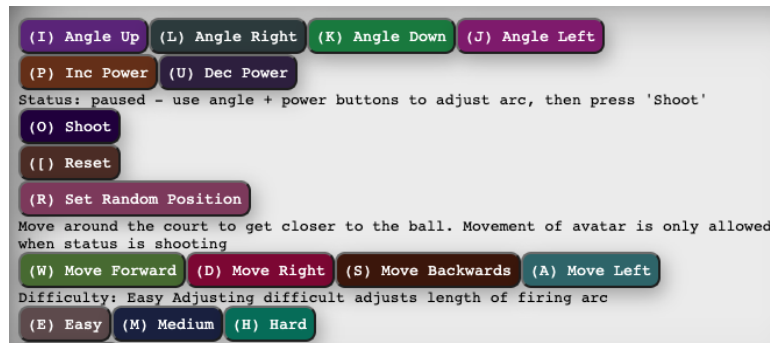 (I) Angle Up (L) Angle Right (K) Angle Down (J) Angle Left
(P) Inc Power (U) Dec Power
Status: paused - use angle + power buttons to adjust arc, then press 'Shoot'
(O) Shoot
([) Reset
(R) Set Random Position
Move around the court to get closer to the ball. Movement of avatar is only allowed
when status is shooting
(W) Move Forward (D) Move Right (S) Move Backwards (A) Move Left
Difficulty: Easy Adjusting difficult adjusts length of firing arc
(E) Easy (M) Medium (H) Hard